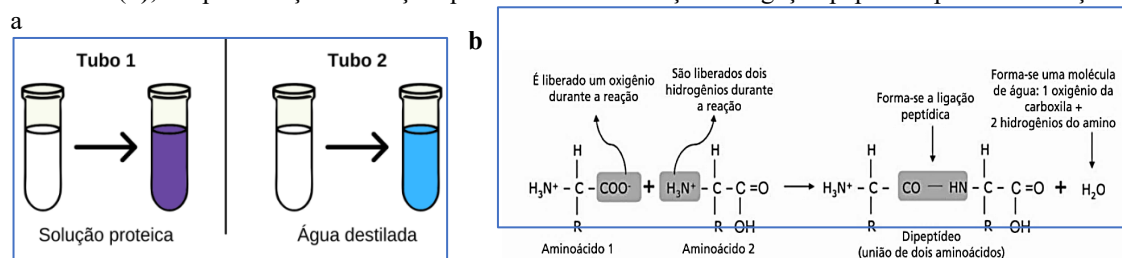 a
Tubo 1
Tubo 2
Solução proteica
Água destilada
b
É liberado um oxigênio
durante a reação
São liberados dois
hidrogênios durante
a reação
Forma-se a ligação
peptídica
Forma-se uma molécula
de água: 1 oxigênio da
carboxila +
2 hidrogênios do amino
H H H H
H₃N⁺ - C - COO⁻ + H₃N⁺ - C - C=O → H₃N⁺ - C - CO — HN - C - C=O + H₂O
R R OH R R OH
Aminoácido 1
Aminoácido 2
Dipeptídeo
(união de dois aminoácidos)